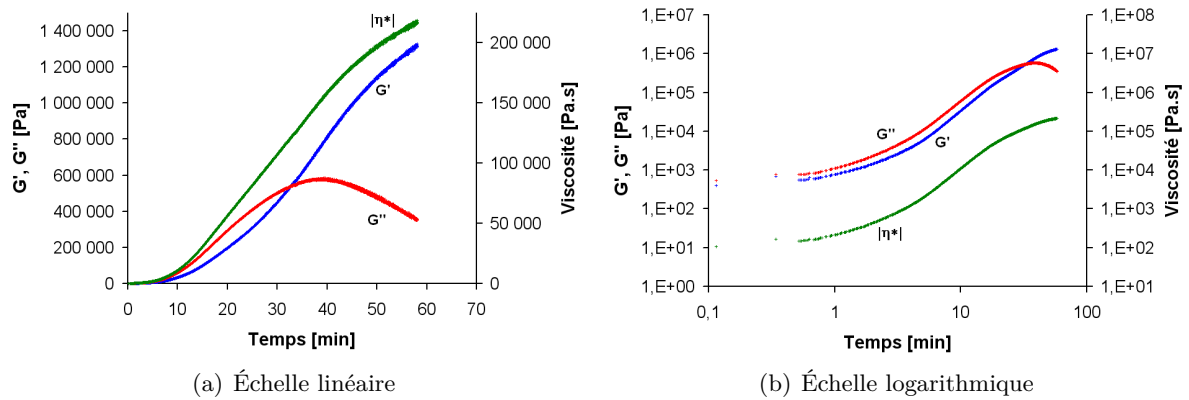 1 400 000
1 200 000
1 000 000
800 000
600 000
400 000
200 000
0
G', G'' [Pa]
|η*|
G'
G''
200 000
150 000
100 000
50 000
0
Viscosité [Pa.s]
0 10 20 30 40 50 60 70
Temps [min]
(a) Échelle linéaire
1,E+07
1,E+06
1,E+05
1,E+04
1,E+03
1,E+02
1,E+01
1,E+00
G', G'' [Pa]
G''
G'
|η*|
1,E+08
1,E+07
1,E+06
1,E+05
1,E+04
1,E+03
1,E+02
1,E+01
Viscosité [Pa.s]
0,1 1 10 100
Temps [min]
(b) Échelle logarithmique